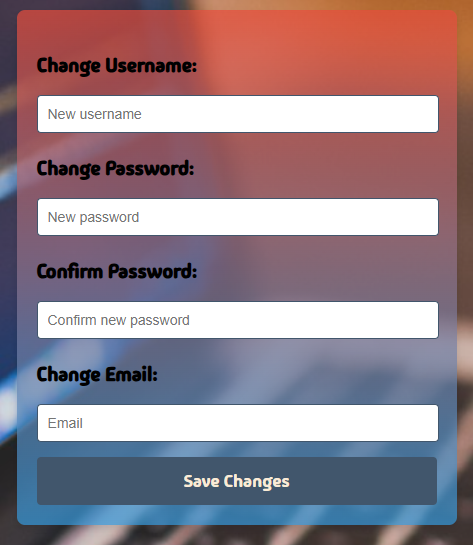 Change Username:
New username
Change Password:
New password
Confirm Password:
Confirm new password
Change Email:
Email
Save Changes